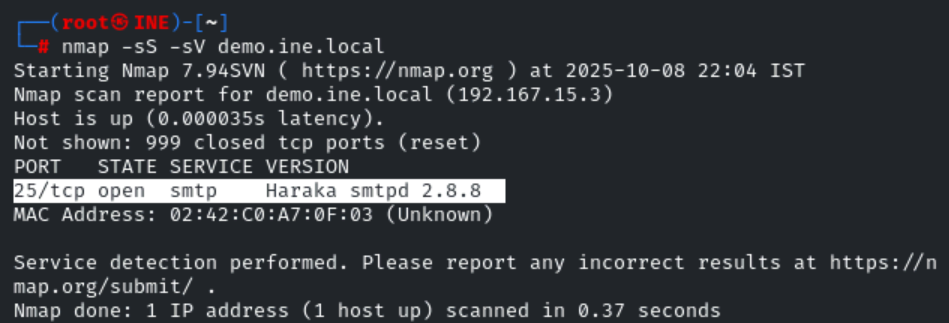 ┌──(root㉿INE)-[~]
└─# nmap -sS -sV demo.ine.local
Starting Nmap 7.94SVN ( https://nmap.org ) at 2025-10-08 22:04 IST
Nmap scan report for demo.ine.local (192.167.15.3)
Host is up (0.000035s latency).
Not shown: 999 closed tcp ports (reset)
PORT   STATE SERVICE VERSION
25/tcp open  smtp    Haraka smtpd 2.8.8
MAC Address: 02:42:C0:A7:0F:03 (Unknown)
Service detection performed. Please report any incorrect results at https://n
map.org/submit/ .
Nmap done: 1 IP address (1 host up) scanned in 0.37 seconds